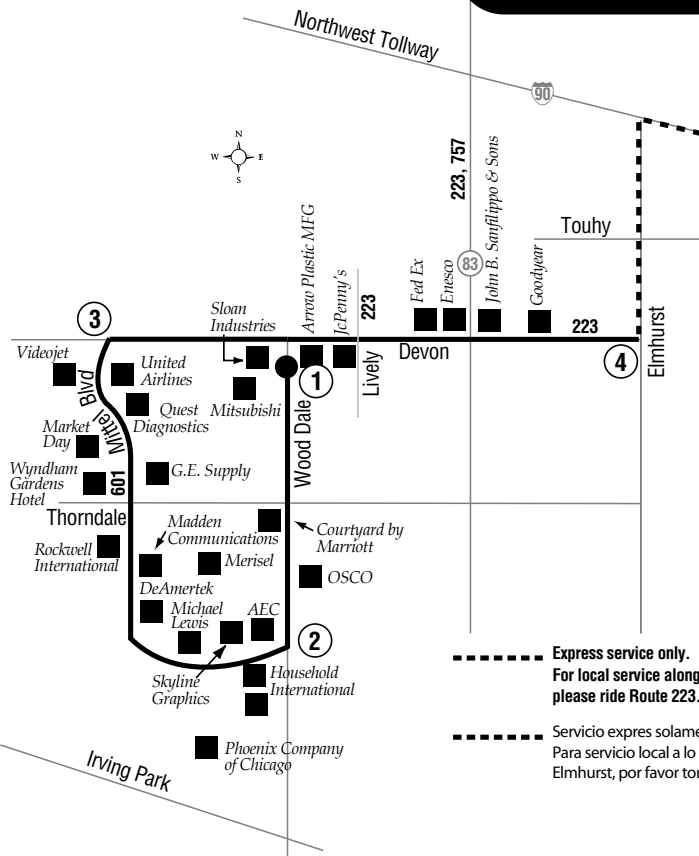 Northwest Tollway
90
N
W E
S
223, 757
Touhy
83
Arrow Plastic MFG
JcPenny's
223
Fed Ex
Enesco
John B. Sanfilippo & Sons
Goodyear
223
Sloan
Industries
3
Devon
4
Elmhurst
Videojet
United
Airlines
1
Lively
Mittel Blvd
Quest
Diagnostics
Mitsubishi
Wood Dale
Market
Day
Wyndham
Gardens
Hotel
601
G.E. Supply
Thorndale
Madden
Communications
Courtyard by
Marriott
Rockwell
International
Merisel
OSCO
DeAmertek
Michael
Lewis
AEC
2
Skyline
Graphics
Household
International
Phoenix Company
of Chicago
Irving Park
Express service only.
For local service along
please ride Route 223.
Servicio expres solame
Para servicio local a lo
Elmhurst, por favor tor